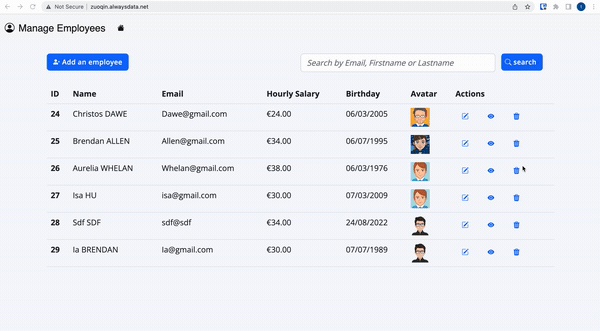 Not Secure zuoqin.alwaysdata.net
Manage Employees
Add an employee
Search by Email, Firstname or Lastname
search
ID Name Email Hourly Salary Birthday Avatar Actions
24 Christos DAWE Dawe@gmail.com €24.00 06/03/2005
25 Brendan ALLEN Allen@gmail.com €34.00 06/07/1995
26 Aurelia WHELAN Whelan@gmail.com €38.00 06/03/1976
27 Isa HU isa@gmail.com €30.00 07/03/2009
28 Sdf SDF sdf@sdf €34.00 24/08/2022
29 Ia BRENDAN Ia@gmail.com €30.00 07/07/1989